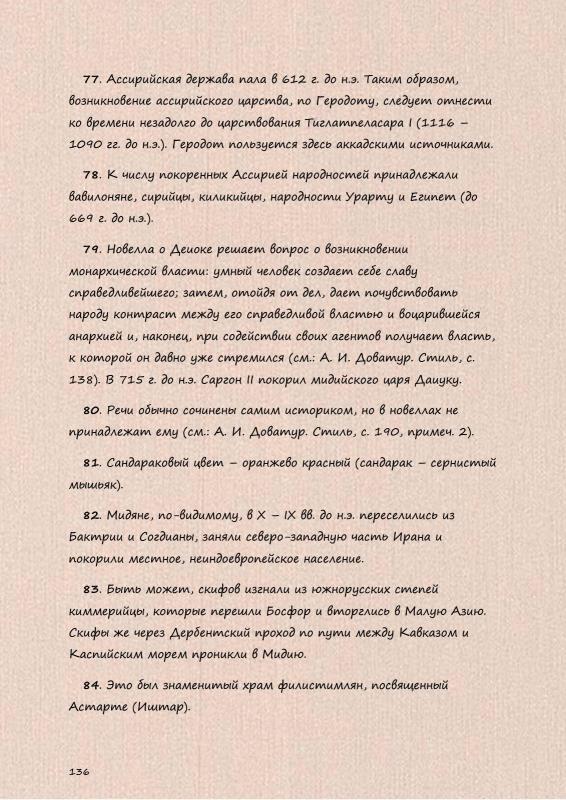 77. Ассирийская держава пала в 612 г. до н.э. Таким образом,
возникновение ассирийского царства, по Геродоту, следует отнести
ко времени незадолго до царствования Тиглатпеласара I (1116 –
1090 гг. до н.э.). Геродот пользуется здесь аккадскими источниками.
78. К числу покоренных Ассирией народностей принадлежали
вавилоняне, сирийцы, киликийцы, народности Урарту и Египет (до
669 г. до н.э.).
79. Новелла о Деиоке решает вопрос о возникновении
монархической власти: умный человек создает себе славу
справедливейшего; затем, отойдя от дел, дает почувствовать
народу контраст между его справедливой властью и воцарившейся
анархией и, наконец, при содействии своих агентов получает власть,
к которой он давно уже стремился (см.: А. И. Доватур. Стиль, с.
138). В 715 г. до н.э. Саргон II покорил мидийского царя Даиуку.
80. Речи обычно сочинены самим историком, но в новеллах не
принадлежат ему (см.: А. И. Доватур. Стиль, с. 190, примеч. 2).
81. Сандараковый цвет – оранжево красный (сандарак – сернистый
мышьяк).
82. Мидяне, по-видимому, в X – IX вв. до н.э. переселились из
Бактрии и Согдианы, заняли северо-западную часть Ирана и
покорили местное, неиндоевропейское население.
83. Быть может, скифов изгнали из южнорусских степей
киммерийцы, которые перешли Босфор и вторглись в Малую Азию.
Скифы же через Дербентский проход по пути между Кавказом и
Каспийским морем проникли в Мидию.
84. Это был знаменитый храм филистимлян, посвященный
Астарте (Иштар).
136